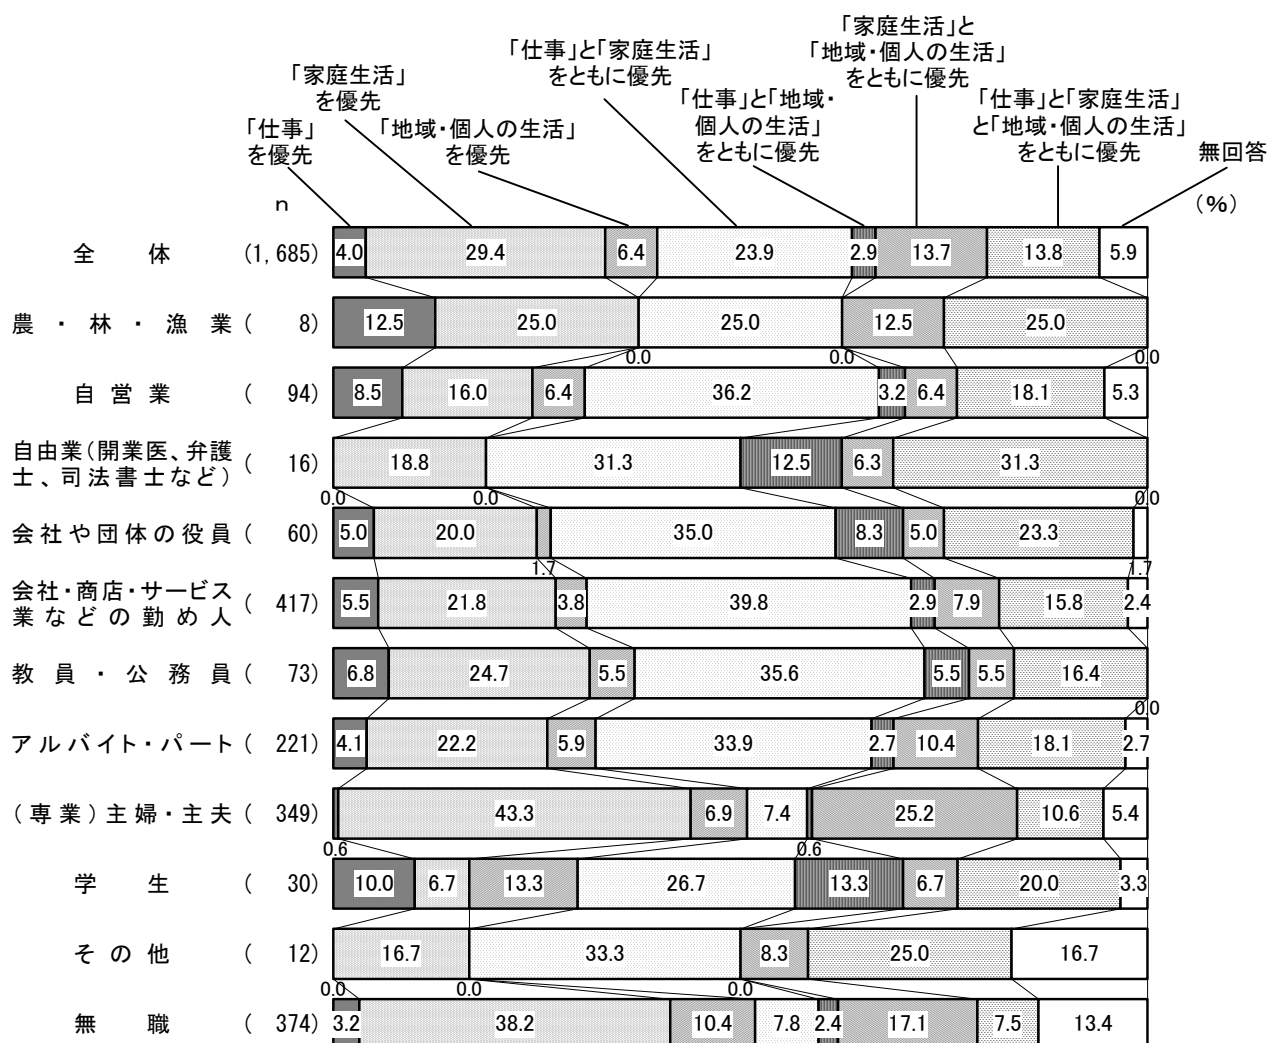 「家庭生活」と
「地域・個人の生活」
をともに優先
「仕事」と「家庭生活」
をともに優先
「家庭生活」
を優先
「仕事」と「地域・
個人の生活」
をともに優先
「仕事」と「家庭生活」
と「地域・個人の生活」
をともに優先
「仕事」
を優先
「地域・個人の生活」
を優先
無回答
n
(%)
全 体 (1,685) 4.0 29.4 6.4 23.9 2.9 13.7 13.8 5.9
農・林・漁業 ( 8) 12.5 25.0 25.0 12.5 25.0
0.0 0.0 0.0
自営業 ( 94) 8.5 16.0 6.4 36.2 3.2 6.4 18.1 5.3
自由業(開業医、弁護
士、司法書士など) ( 16) 18.8 31.3 12.5 6.3 31.3
0.0 0.0 0.0
会社や団体の役員 ( 60) 5.0 20.0 35.0 8.3 5.0 23.3
1.7 1.7
会社・商店・サービス
業などの勤め人 ( 417) 5.5 21.8 3.8 39.8 2.9 7.9 15.8 2.4
教員・公務員 ( 73) 6.8 24.7 5.5 35.6 5.5 5.5 16.4
0.0
アルバイト・パート ( 221) 4.1 22.2 5.9 33.9 2.7 10.4 18.1 2.7
(専業)主婦・主夫 ( 349) 43.3 6.9 7.4 25.2 10.6 5.4
0.6 0.6
学 生 ( 30) 10.0 6.7 13.3 26.7 13.3 6.7 20.0 3.3
その他 ( 12) 16.7 33.3 8.3 25.0 16.7
0.0 0.0 0.0
無 職 ( 374) 3.2 38.2 10.4 7.8 2.4 17.1 7.5 13.4